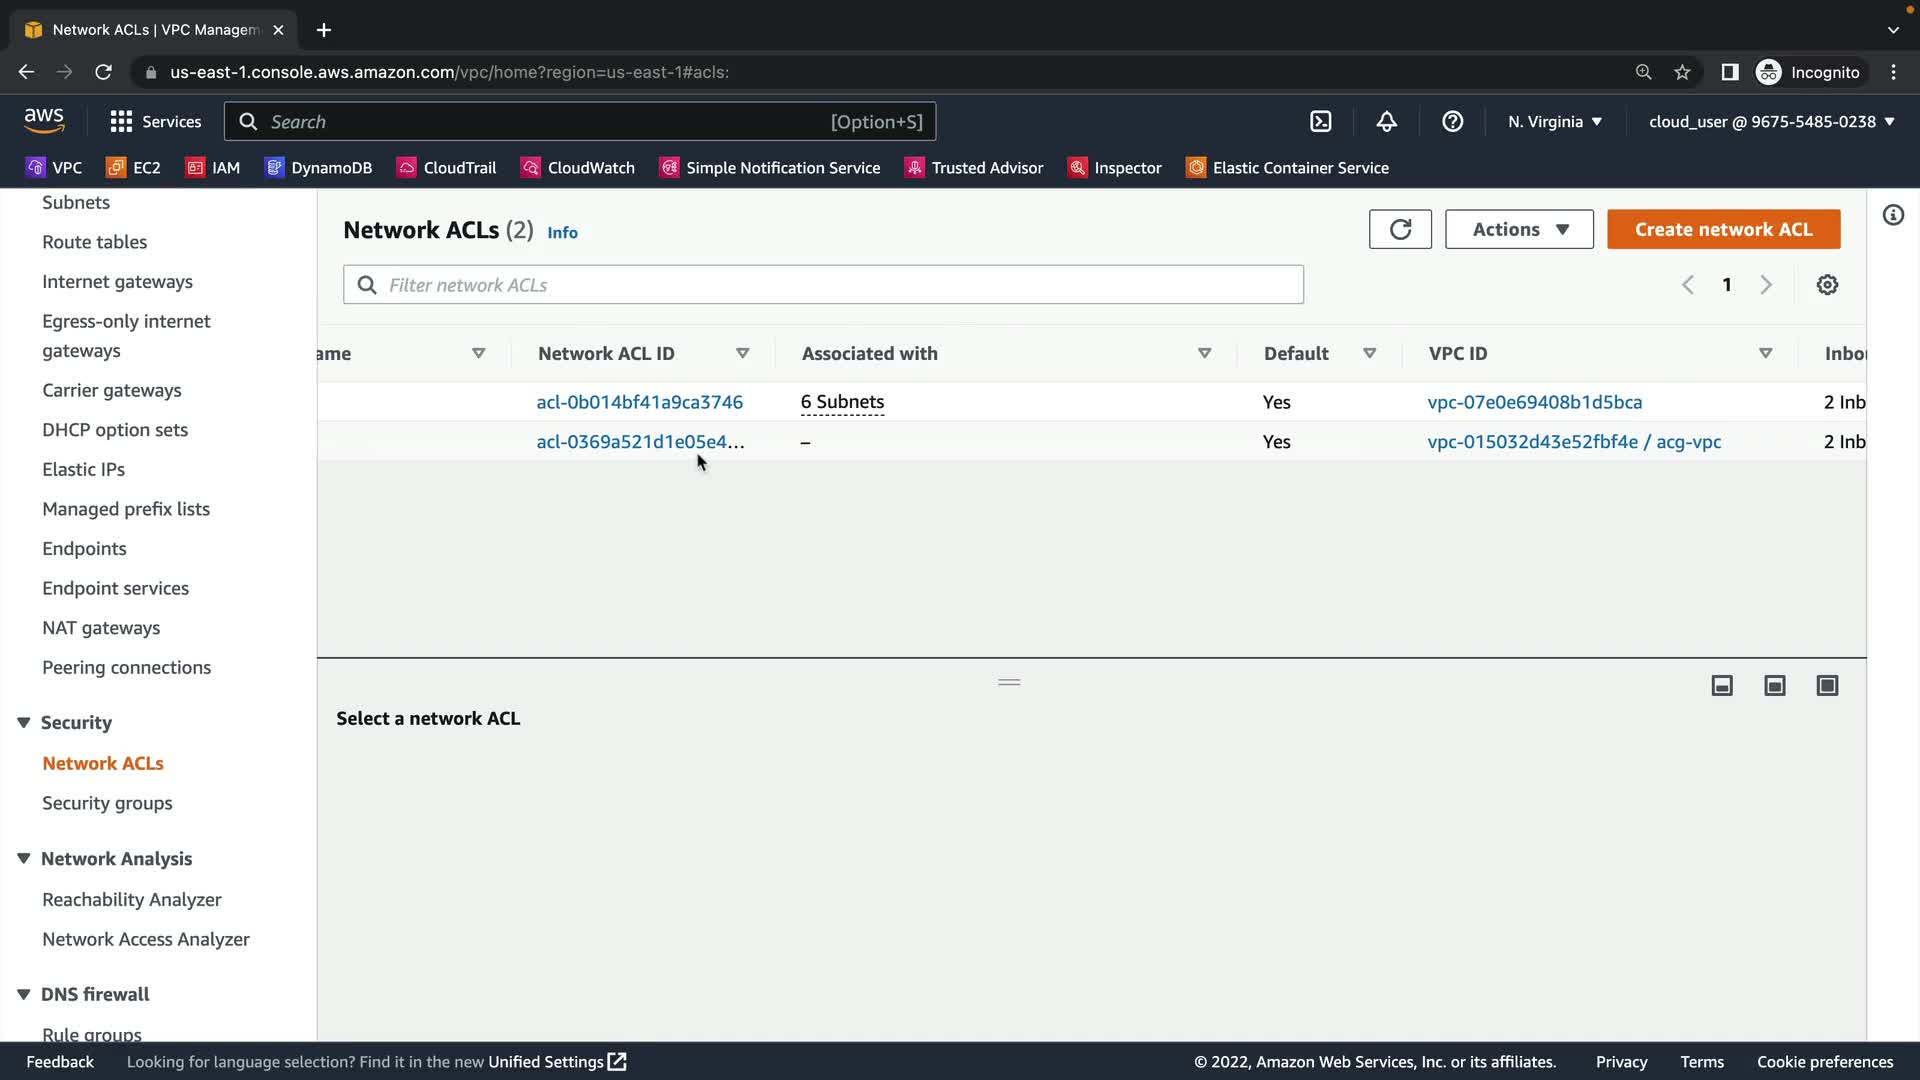 Network ACLs | VPC Managem
us-east-1.console.aws.amazon.com/vpc/home?region=us-east-1#acls:
Incognito
aws
Services
Search
[Option+S]
N. Virginia
cloud_user @ 9675-5485-0238
VPC
EC2
IAM
DynamoDB
CloudTrail
CloudWatch
Simple Notification Service
Trusted Advisor
Inspector
Elastic Container Service
Subnets
Route tables
Internet gateways
Egress-only internet
gateways
Carrier gateways
DHCP option sets
Elastic IPs
Managed prefix lists
Endpoints
Endpoint services
NAT gateways
Peering connections
Security
Network ACLs
Security groups
Network Analysis
Reachability Analyzer
Network Access Analyzer
DNS firewall
Rule groups
Network ACLs (2) Info
Actions
Create network ACL
Filter network ACLs
1
ame Network ACL ID Associated with Default VPC ID Inbou
acl-0b014bf41a9ca3746 6 Subnets Yes vpc-07e0e69408b1d5bca 2 Inb
acl-0369a521d1e05e4... – Yes vpc-015032d43e52fbf4e / acg-vpc 2 Inb
Select a network ACL
Feedback
Looking for language selection? Find it in the new Unified Settings
© 2022, Amazon Web Services, Inc. or its affiliates.
Privacy
Terms
Cookie preferences